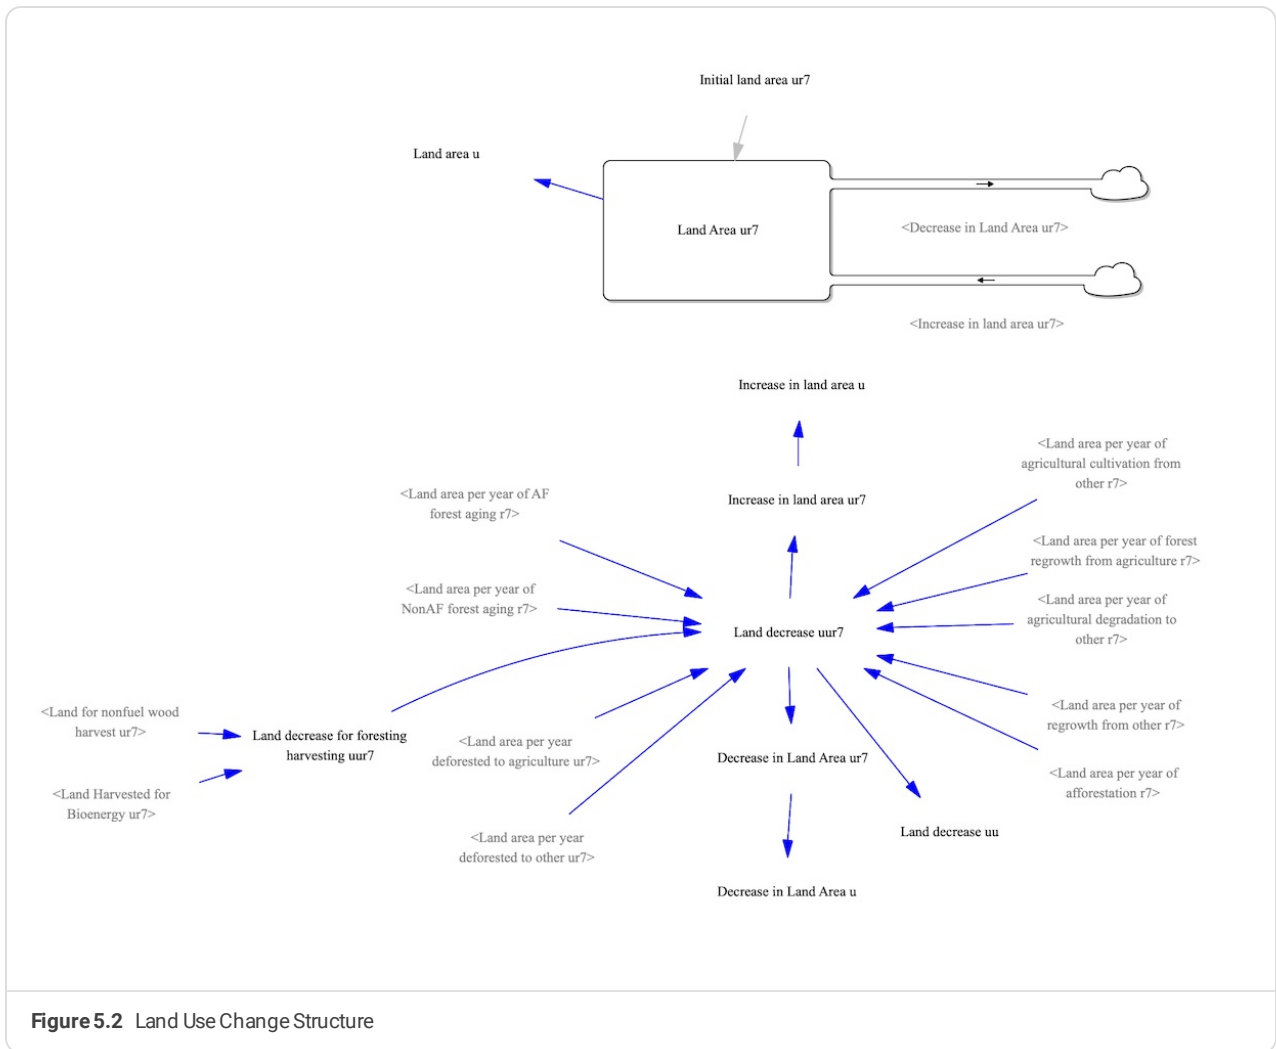 Initial land area ur7
Land area u
Land Area ur7
<Decrease in Land Area ur7>
<Increase in land area ur7>
Increase in land area u
<Land area per year of
agricultural cultivation from
other r7>
<Land area per year of AF
forest aging r7>
Increase in land area ur7
<Land area per year of forest
regrowth from agriculture r7>
<Land area per year of
NonAF forest aging r7>
<Land area per year of
agricultural degradation to
other r7>
Land decrease uur7
<Land for nonfuel wood
harvest ur7>
Land decrease for foresting
harvesting uur7
<Land area per year
deforested to agriculture ur7>
<Land area per year of
regrowth from other r7>
Decrease in Land Area ur7
<Land area per year of
afforestation r7>
<Land Harvested for
Bioenergy ur7>
<Land area per year
deforested to other ur7>
Land decrease uu
Decrease in Land Area u
Figure 5.2 Land Use Change Structure